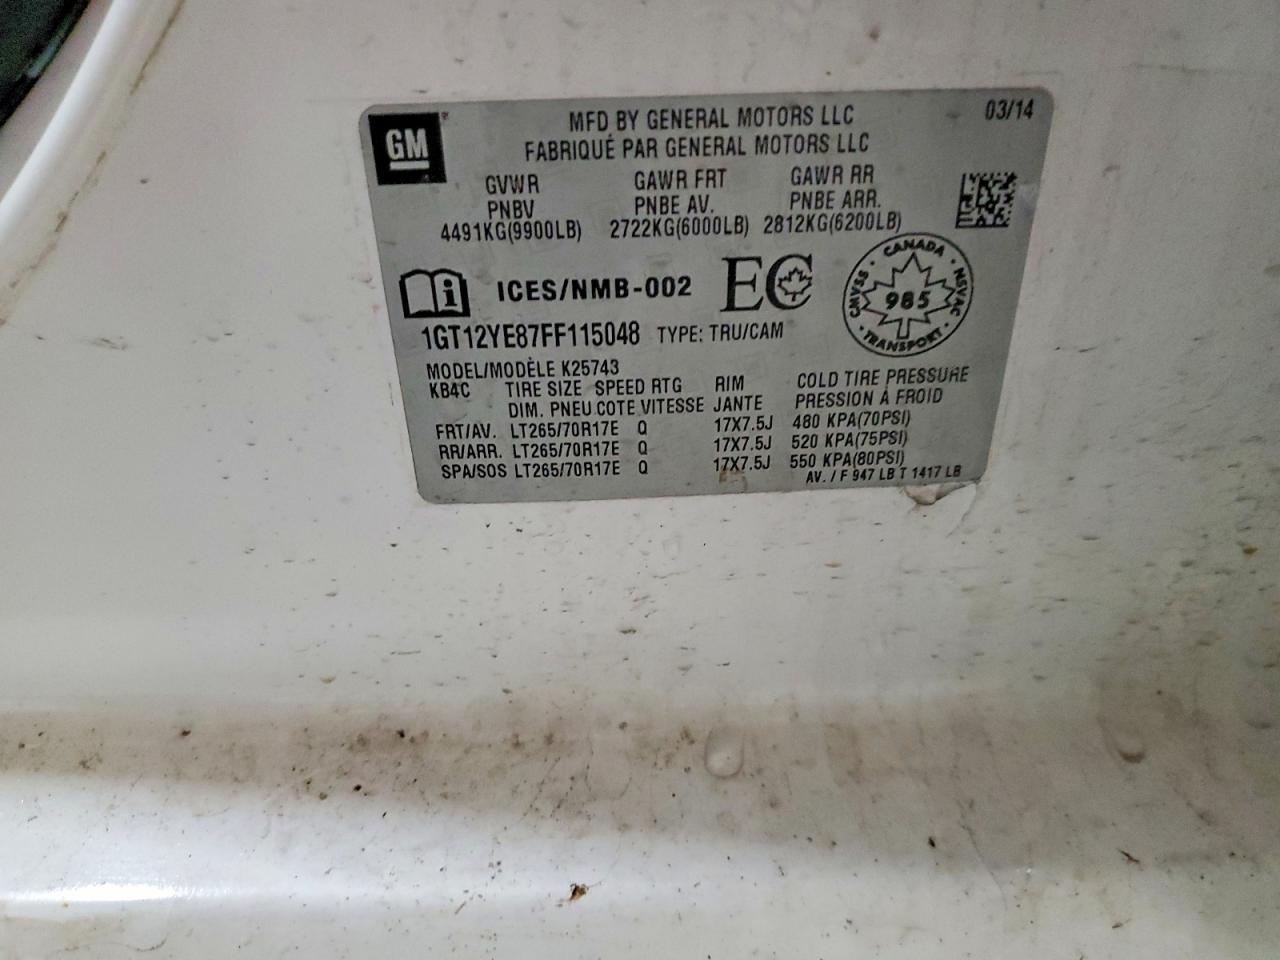 GM
MFD BY GENERAL MOTORS LLC 03/14
FABRIQUÉ PAR GENERAL MOTORS LLC
GVWR GAWR FRT GAWR RR
PNBV PNBE AV. PNBE ARR.
4491KG(9900LB) 2722KG(6000LB) 2812KG(6200LB)
ICES/NMB-002 EC
CANADA
CMVSS 985 NSVAC
TRANSPORT
1GT12YE87FF115048 TYPE: TRU/CAM
MODEL/MODÈLE K25743
KB4C TIRE SIZE SPEED RTG RIM COLD TIRE PRESSURE
DIM. PNEU COTE VITESSE JANTE PRESSION À FROID
FRT/AV. LT265/70R17E Q 17X7.5J 480 KPA(70PSI)
RR/ARR. LT265/70R17E Q 17X7.5J 520 KPA(75PSI)
SPA/SOS LT265/70R17E Q 17X7.5J 550 KPA(80PSI)
AV. / F 947 LB T 1417 LB